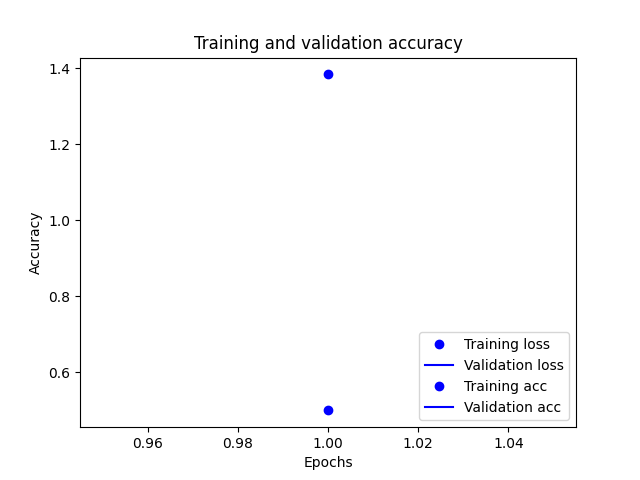 Training and validation accuracy
1.4
1.2
1.0
0.8
0.6
Accuracy
Training loss
Validation loss
Training acc
Validation acc
0.96 0.98 1.00 1.02 1.04
Epochs